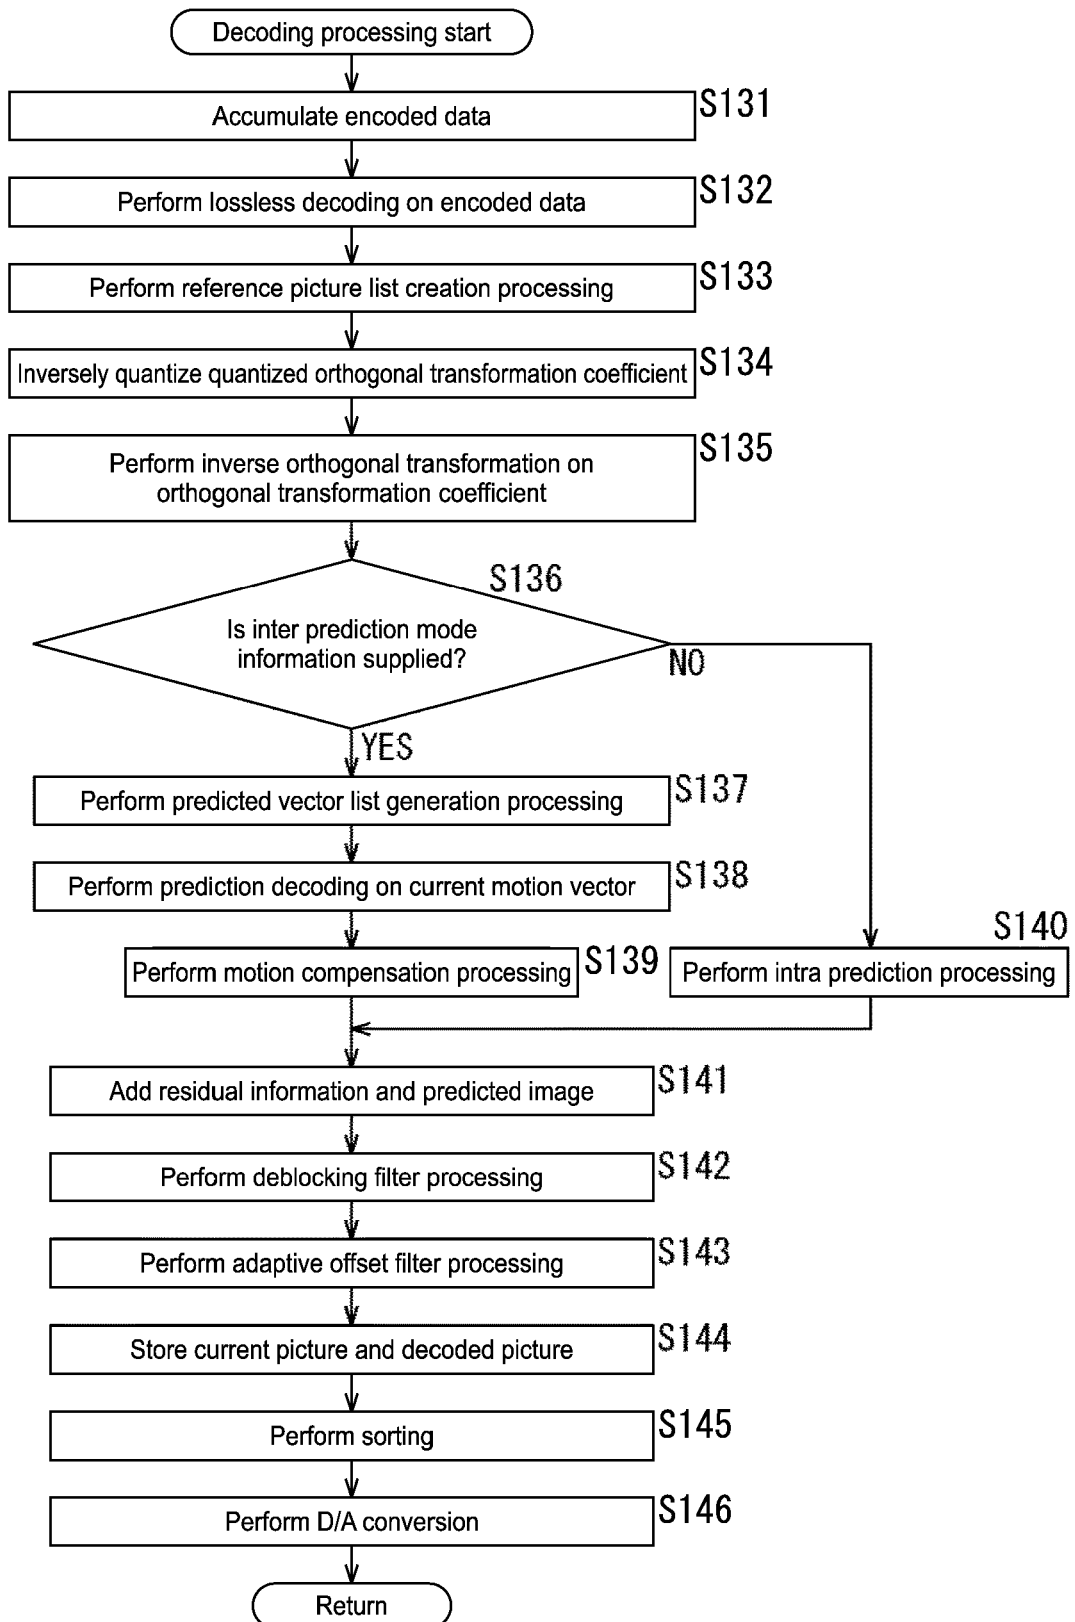 Decoding processing start
S131
Accumulate encoded data
S132
Perform lossless decoding on encoded data
S133
Perform reference picture list creation processing
S134
Inversely quantize quantized orthogonal transformation coefficient
S135
Perform inverse orthogonal transformation on
orthogonal transformation coefficient
S136
Is inter prediction mode
information supplied?
NO
YES
S137
Perform predicted vector list generation processing
S138
Perform prediction decoding on current motion vector
S139
Perform motion compensation processing
S140
Perform intra prediction processing
S141
Add residual information and predicted image
S142
Perform deblocking filter processing
S143
Perform adaptive offset filter processing
S144
Store current picture and decoded picture
S145
Perform sorting
S146
Perform D/A conversion
Return